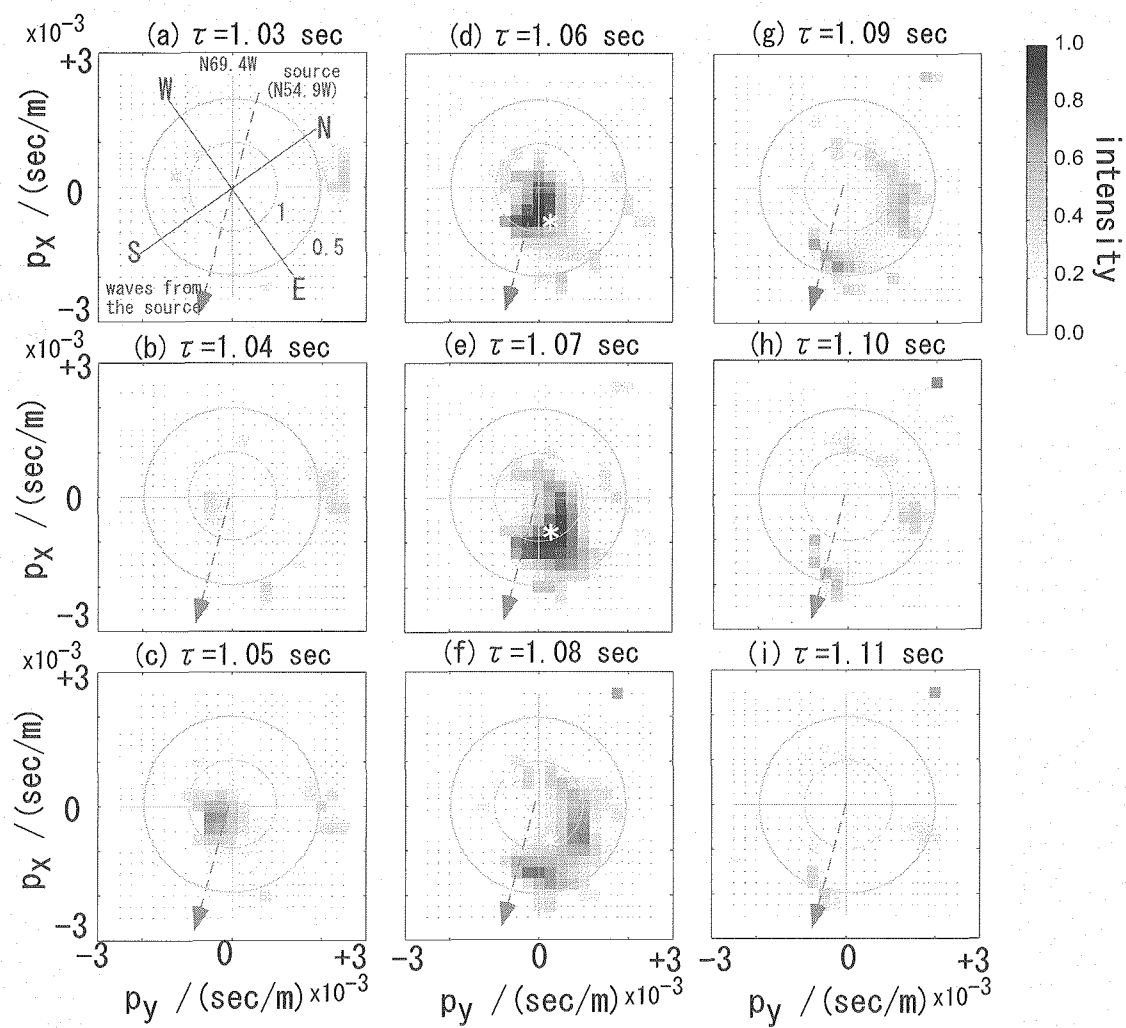 x10⁻³ (a) τ=1.03 sec (d) τ=1.06 sec (g) τ=1.09 sec
+3
N69.4W
source
(N54.9W)
W
N
S
E
1
0.5
waves from
the source
pₓ /(sec/m)
0
-3
*
1.0
0.8
0.6
0.4
0.2
0.0
intensity
x10⁻³ (b) τ=1.04 sec (e) τ=1.07 sec (h) τ=1.10 sec
+3
pₓ /(sec/m)
0
-3
*
x10⁻³ (c) τ=1.05 sec (f) τ=1.08 sec (i) τ=1.11 sec
+3
pₓ /(sec/m)
0
-3
-3 0 +3 -3 0 +3 -3 0 +3
p_y /(sec/m) x10⁻³ p_y /(sec/m) x10⁻³ p_y /(sec/m) x10⁻³